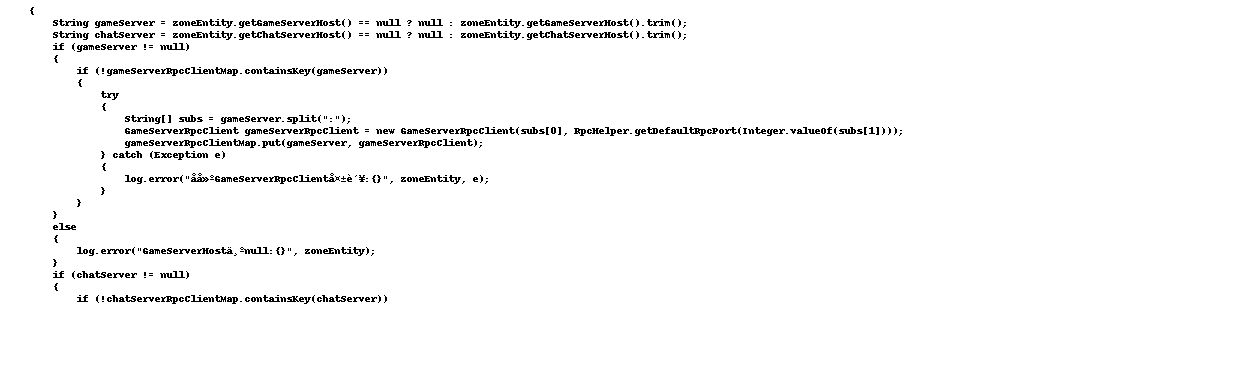 {
String gameServer = zoneEntity.getGameServerHost() == null ? null : zoneEntity.getGameServerHost().trim();
String chatServer = zoneEntity.getChatServerHost() == null ? null : zoneEntity.getChatServerHost().trim();
if (gameServer != null)
{
if (!gameServerRpcClientMap.containsKey(gameServer))
{
try
{
String[] subs = gameServer.split(":");
GameServerRpcClient gameServerRpcClient = new GameServerRpcClient(subs[0], RpcHelper.getDefaultRpcPort(Integer.valueOf(subs[1])));
gameServerRpcClientMap.put(gameServer, gameServerRpcClient);
} catch (Exception e)
{
log.error("åå»ºGameServerRpcClientå¤±è´¥:{}", zoneEntity, e);
}
}
}
else
{
log.error("GameServerHostä¸ºnull:{}", zoneEntity);
}
if (chatServer != null)
{
if (!chatServerRpcClientMap.containsKey(chatServer))